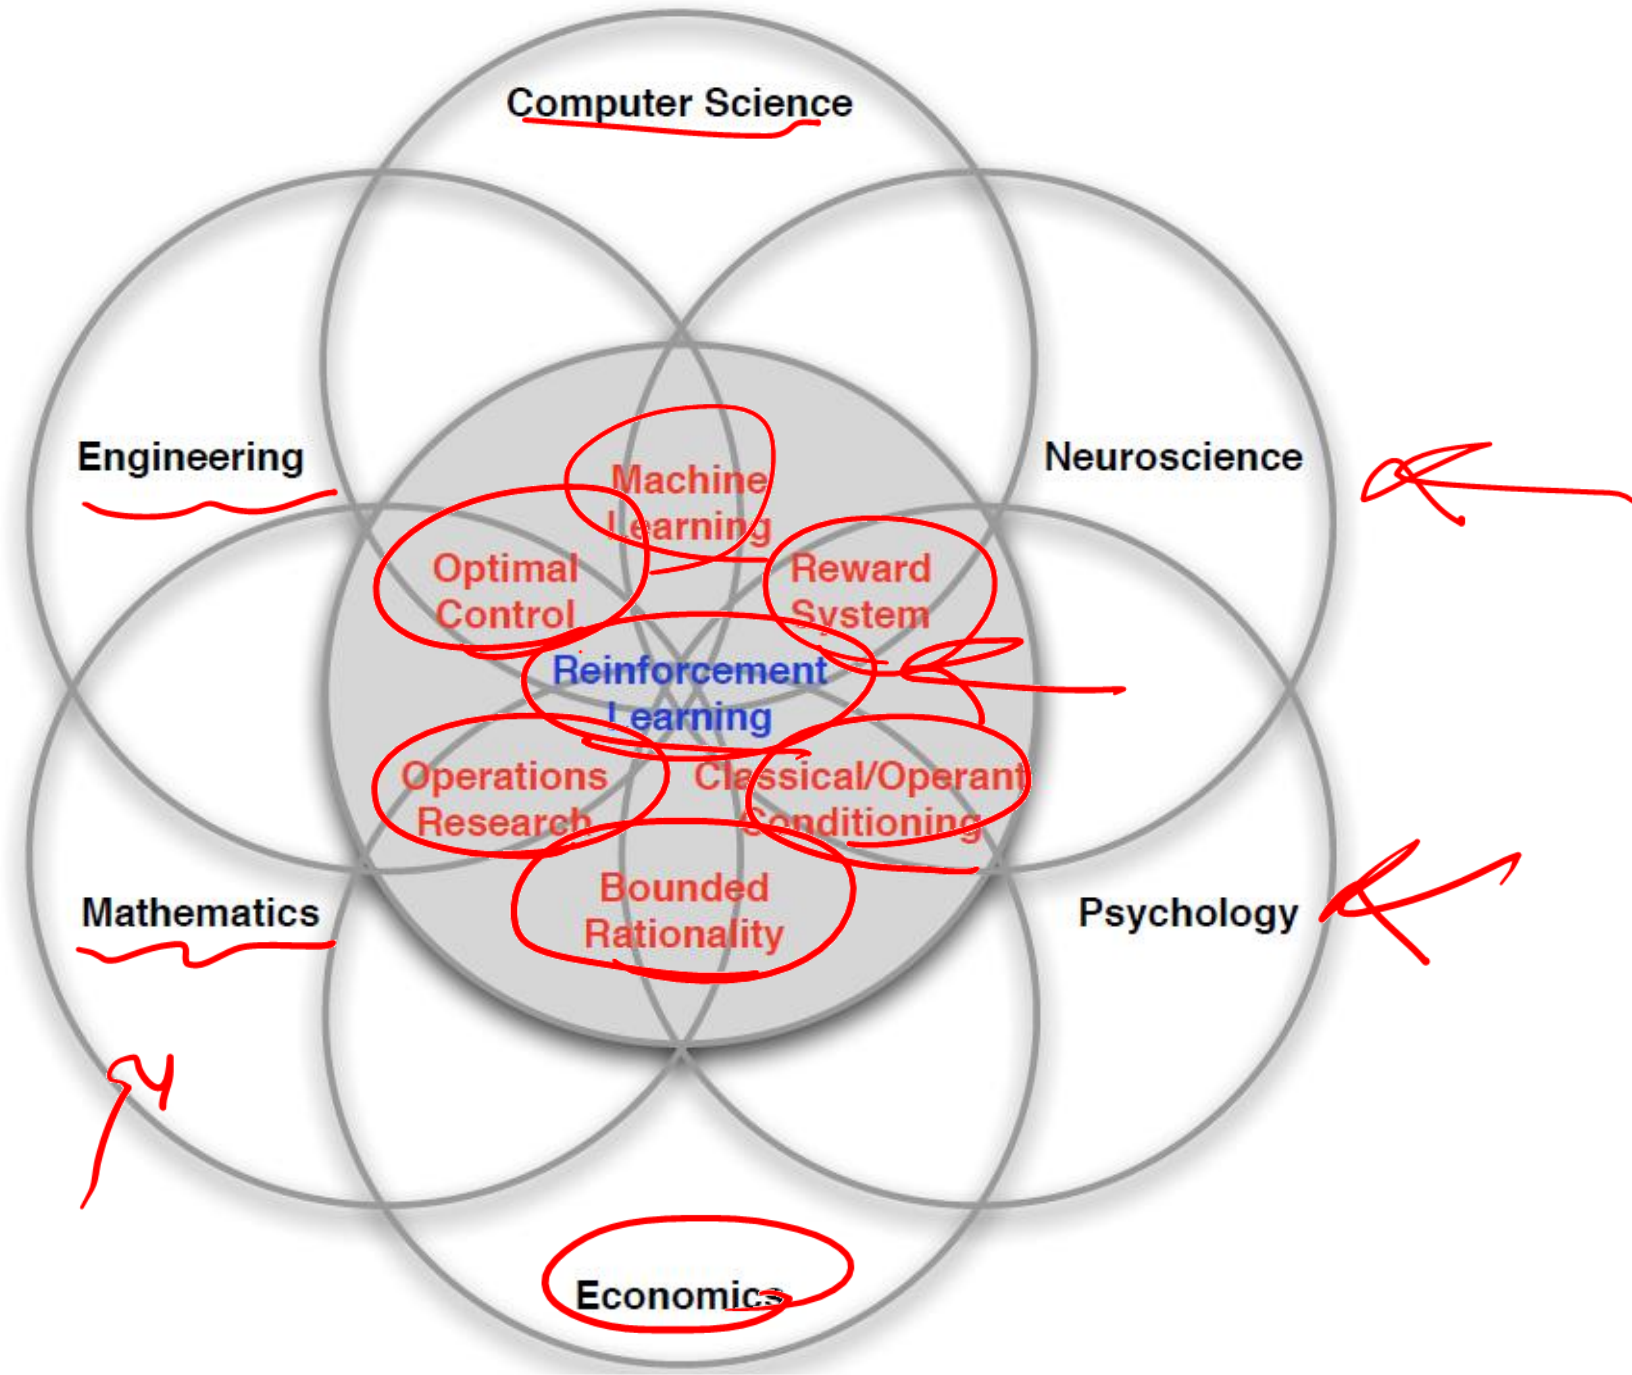 Computer Science
Engineering
Neuroscience
Machine
Learning
Optimal
Control
Reward
System
Reinforcement
Learning
Operations
Research
Classical/Operant
Conditioning
Bounded
Rationality
Mathematics
Psychology
Economics